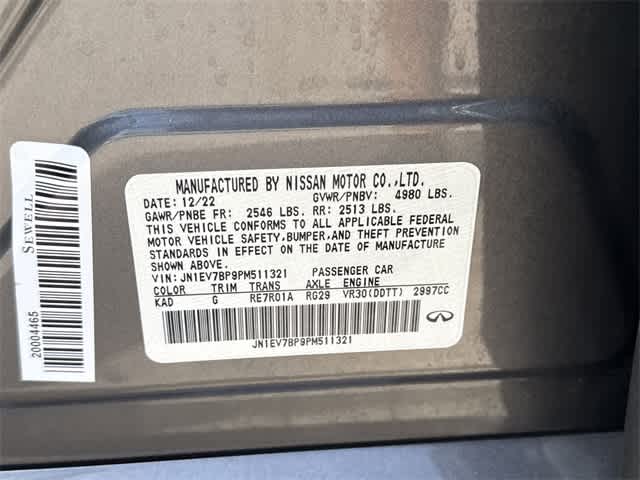 MANUFACTURED BY NISSAN MOTOR CO.,LTD.
DATE: 12/22 GVWR/PNBV: 4980 LBS.
GAWR/PNBE FR: 2546 LBS. RR: 2513 LBS.
THIS VEHICLE CONFORMS TO ALL APPLICABLE FEDERAL
MOTOR VEHICLE SAFETY,BUMPER,AND THEFT PREVENTION
STANDARDS IN EFFECT ON THE DATE OF MANUFACTURE
SHOWN ABOVE.
VIN: JN1EV7BP9PM511321 PASSENGER CAR
COLOR TRIM TRANS AXLE ENGINE
KAD G RE7R01A RG29 VR30(DDTT) 2997CC
JN1EV7BP9PM511321
SEWELL
20004465